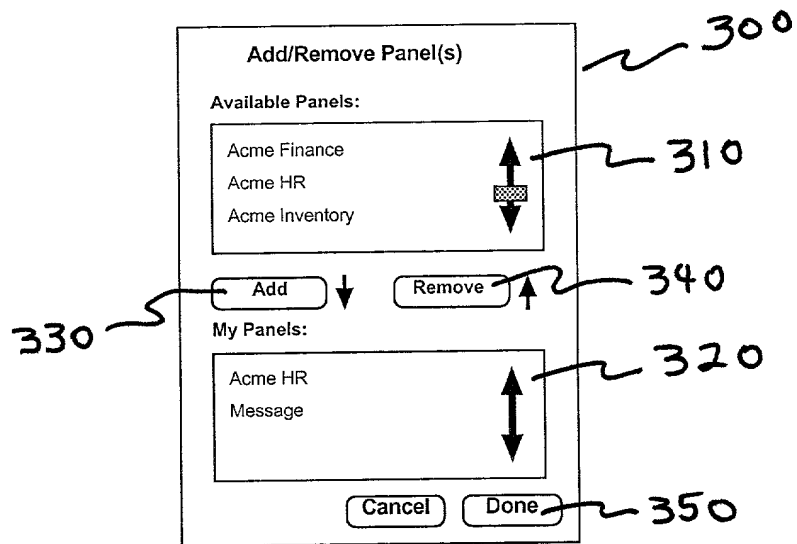 300
Add/Remove Panel(s)
Available Panels:
Acme Finance
310
Acme HR
Acme Inventory
Add
Remove
340
330
My Panels:
Acme HR
320
Message
Cancel
Done
350